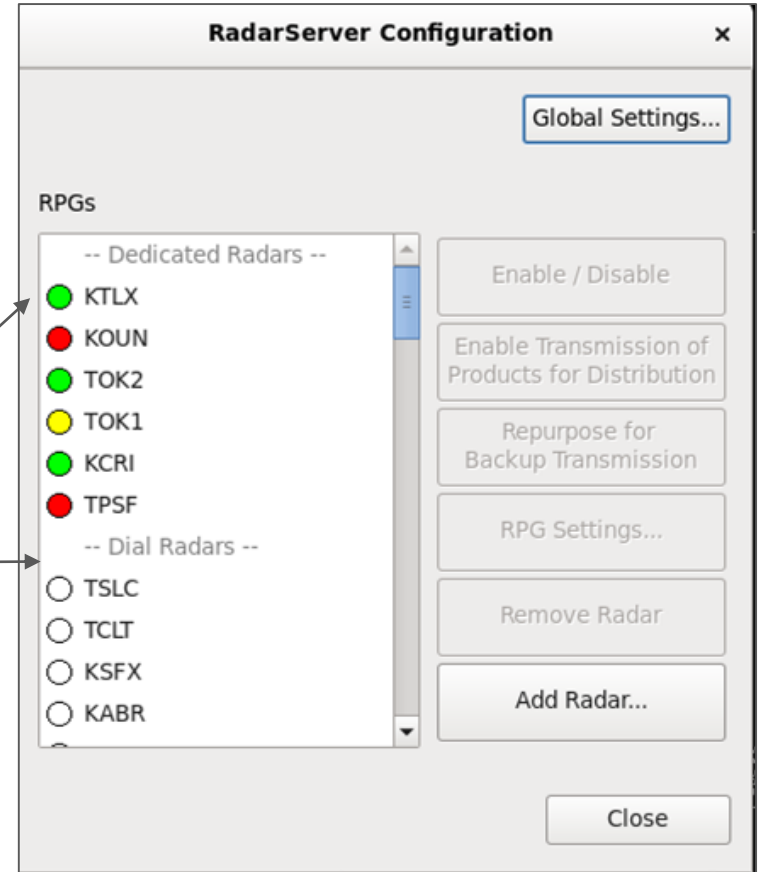 RadarServer Configuration
×
Global Settings...
RPGs
-- Dedicated Radars --
KTLX
KOUN
TOK2
TOK1
KCRI
TPSF
-- Dial Radars --
TSLC
TCLT
KSFX
KABR
Enable / Disable
Enable Transmission of
Products for Distribution
Repurpose for
Backup Transmission
RPG Settings...
Remove Radar
Add Radar...
Close